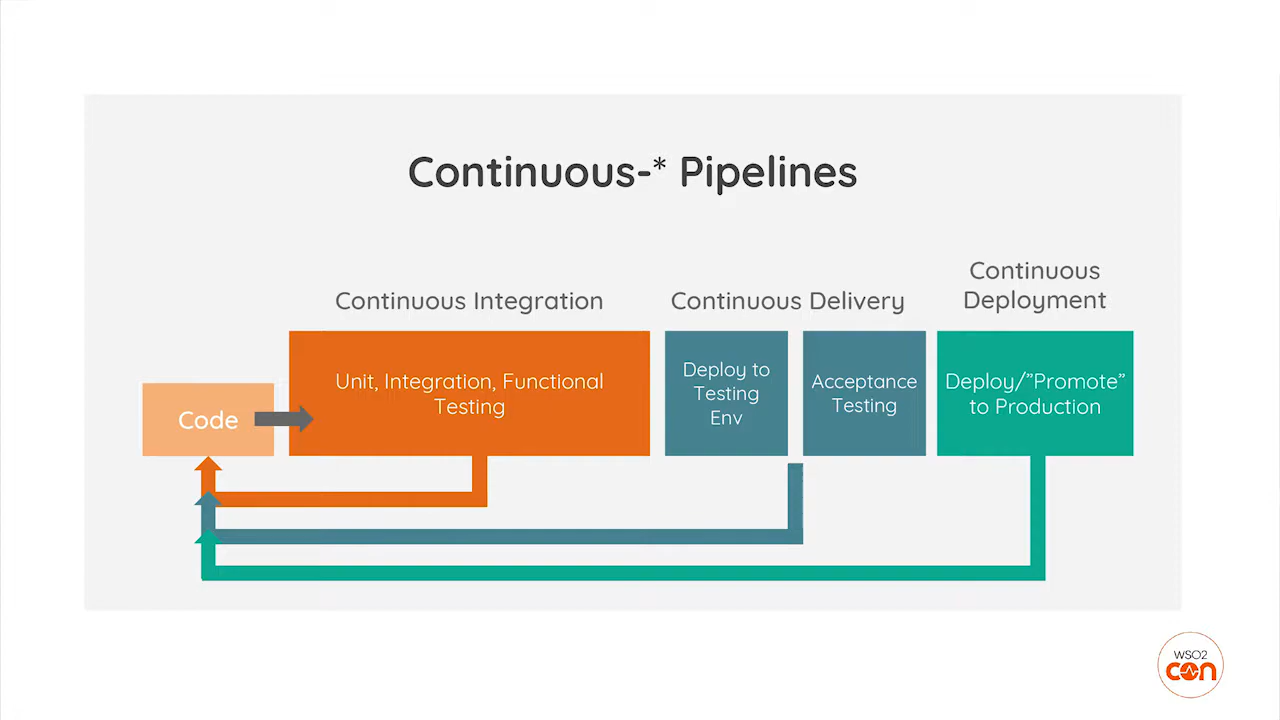 Continuous-* Pipelines
Continuous Integration
Continuous Delivery
Continuous
Deployment
Code
Unit, Integration, Functional
Testing
Deploy to
Testing
Env
Acceptance
Testing
Deploy/”Promote”
to Production
WSO2
con